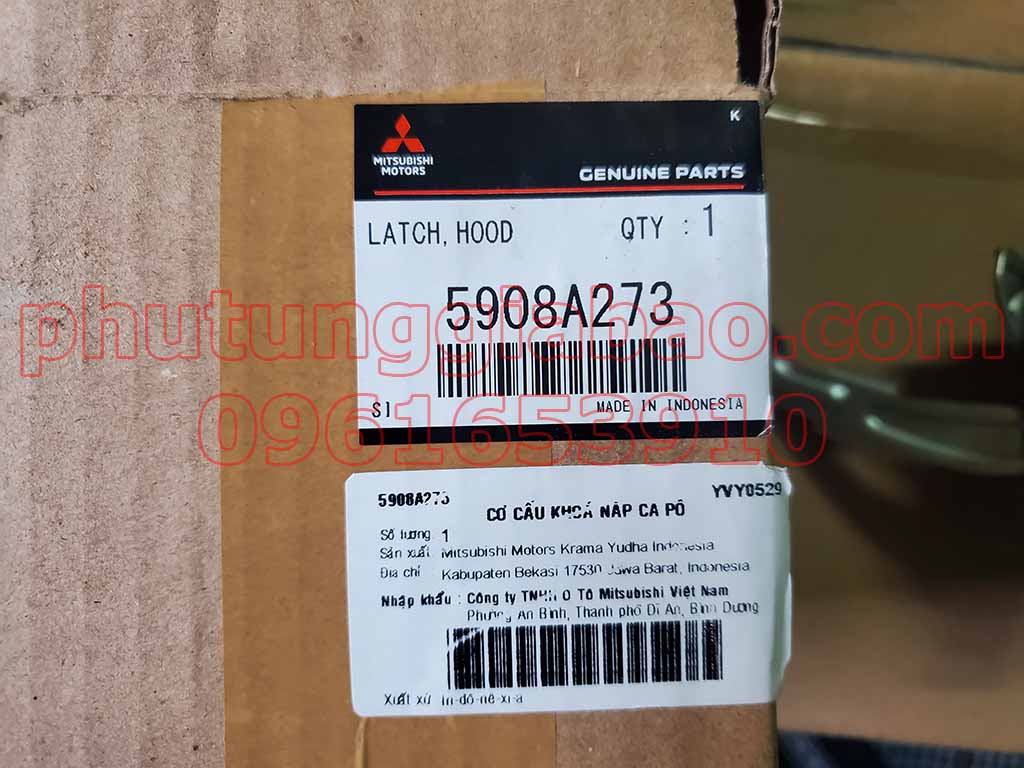 K
MITSUBISHI
MOTORS
GENUINE PARTS
LATCH, HOOD QTY : 1
5908A273
phutunggiabao.com
0961653910
SI MADE IN INDONESIA
5908A273 YVY0529
CƠ CẤU KHOÁ NẮP CA PÔ
Số lượng 1
Sản xuất Mitsubishi Motors Krama Yudha Indonesia
Địa chỉ Kabupaten Bekasi 17530 Jawa Barat, Indonesia
Nhập khẩu : Công ty TNHH Ô Tô Mitsubishi Việt Nam
Phường An Bình, Thành phố Dĩ An, Bình Dương
Xuất xứ In-đô-nê-xi-a